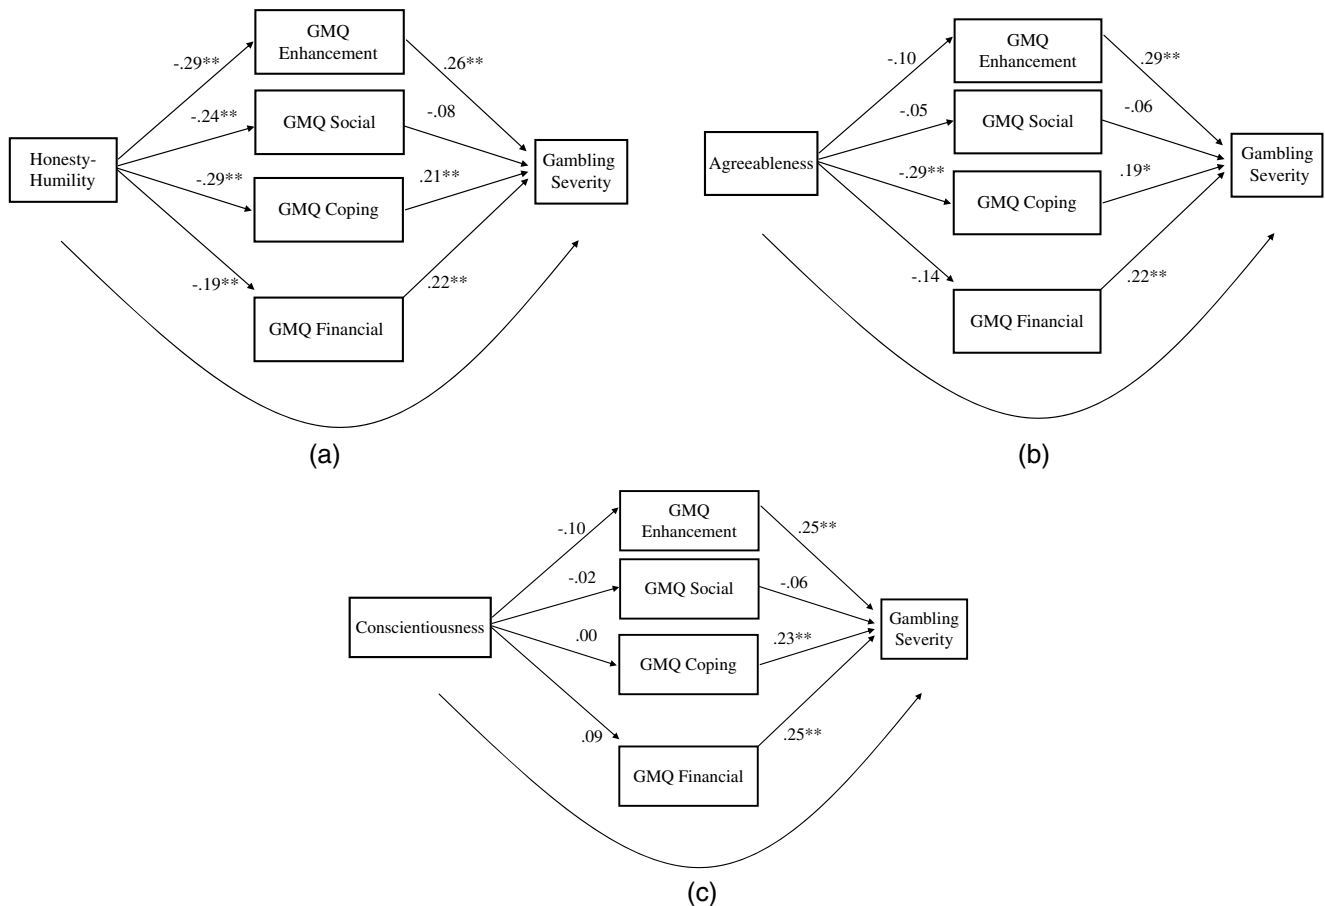 GMQ
Enhancement
-.29**
.26**
-.24**
GMQ Social
-.08
Honesty-
Humility
Gambling
Severity
-.29**
GMQ Coping
.21**
-.19**
GMQ Financial
.22**
(a)
GMQ
Enhancement
-.10
.29**
-.05
GMQ Social
-.06
Agreeableness
Gambling
Severity
-.29**
GMQ Coping
.19*
-.14
GMQ Financial
.22**
(b)
GMQ
Enhancement
-.10
.25**
-.02
GMQ Social
-.06
Conscientiousness
Gambling
Severity
.00
GMQ Coping
.23**
.09
GMQ Financial
.25**
(c)